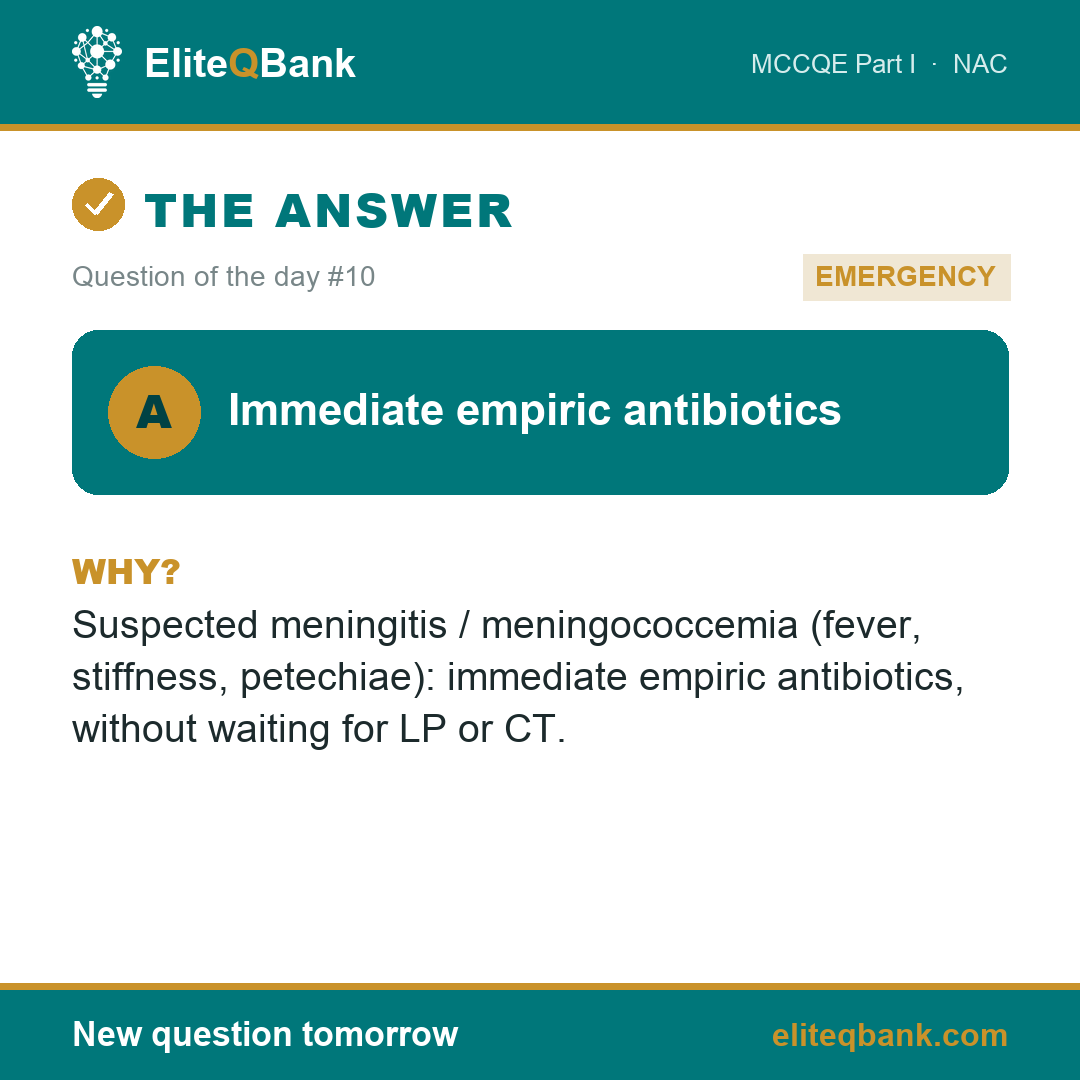 EliteQBank
MCCQE Part I · NAC
THE ANSWER
Question of the day #10
EMERGENCY
A
Immediate empiric antibiotics
WHY?
Suspected meningitis / meningococcemia (fever,
stiffness, petechiae): immediate empiric antibiotics,
without waiting for LP or CT.
New question tomorrow
eliteqbank.com